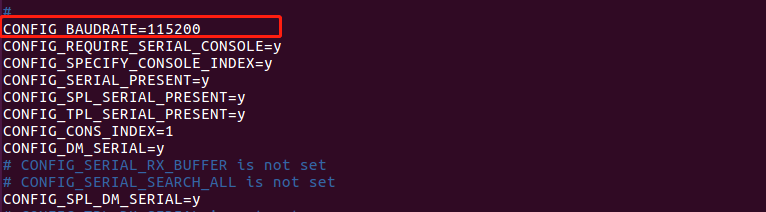 #
CONFIG_BAUDRATE=115200
CONFIG_REQUIRE_SERIAL_CONSOLE=y
CONFIG_SPECIFY_CONSOLE_INDEX=y
CONFIG_SERIAL_PRESENT=y
CONFIG_SPL_SERIAL_PRESENT=y
CONFIG_TPL_SERIAL_PRESENT=y
CONFIG_CONS_INDEX=1
CONFIG_DM_SERIAL=y
# CONFIG_SERIAL_RX_BUFFER is not set
# CONFIG_SERIAL_SEARCH_ALL is not set
CONFIG_SPL_DM_SERIAL=y